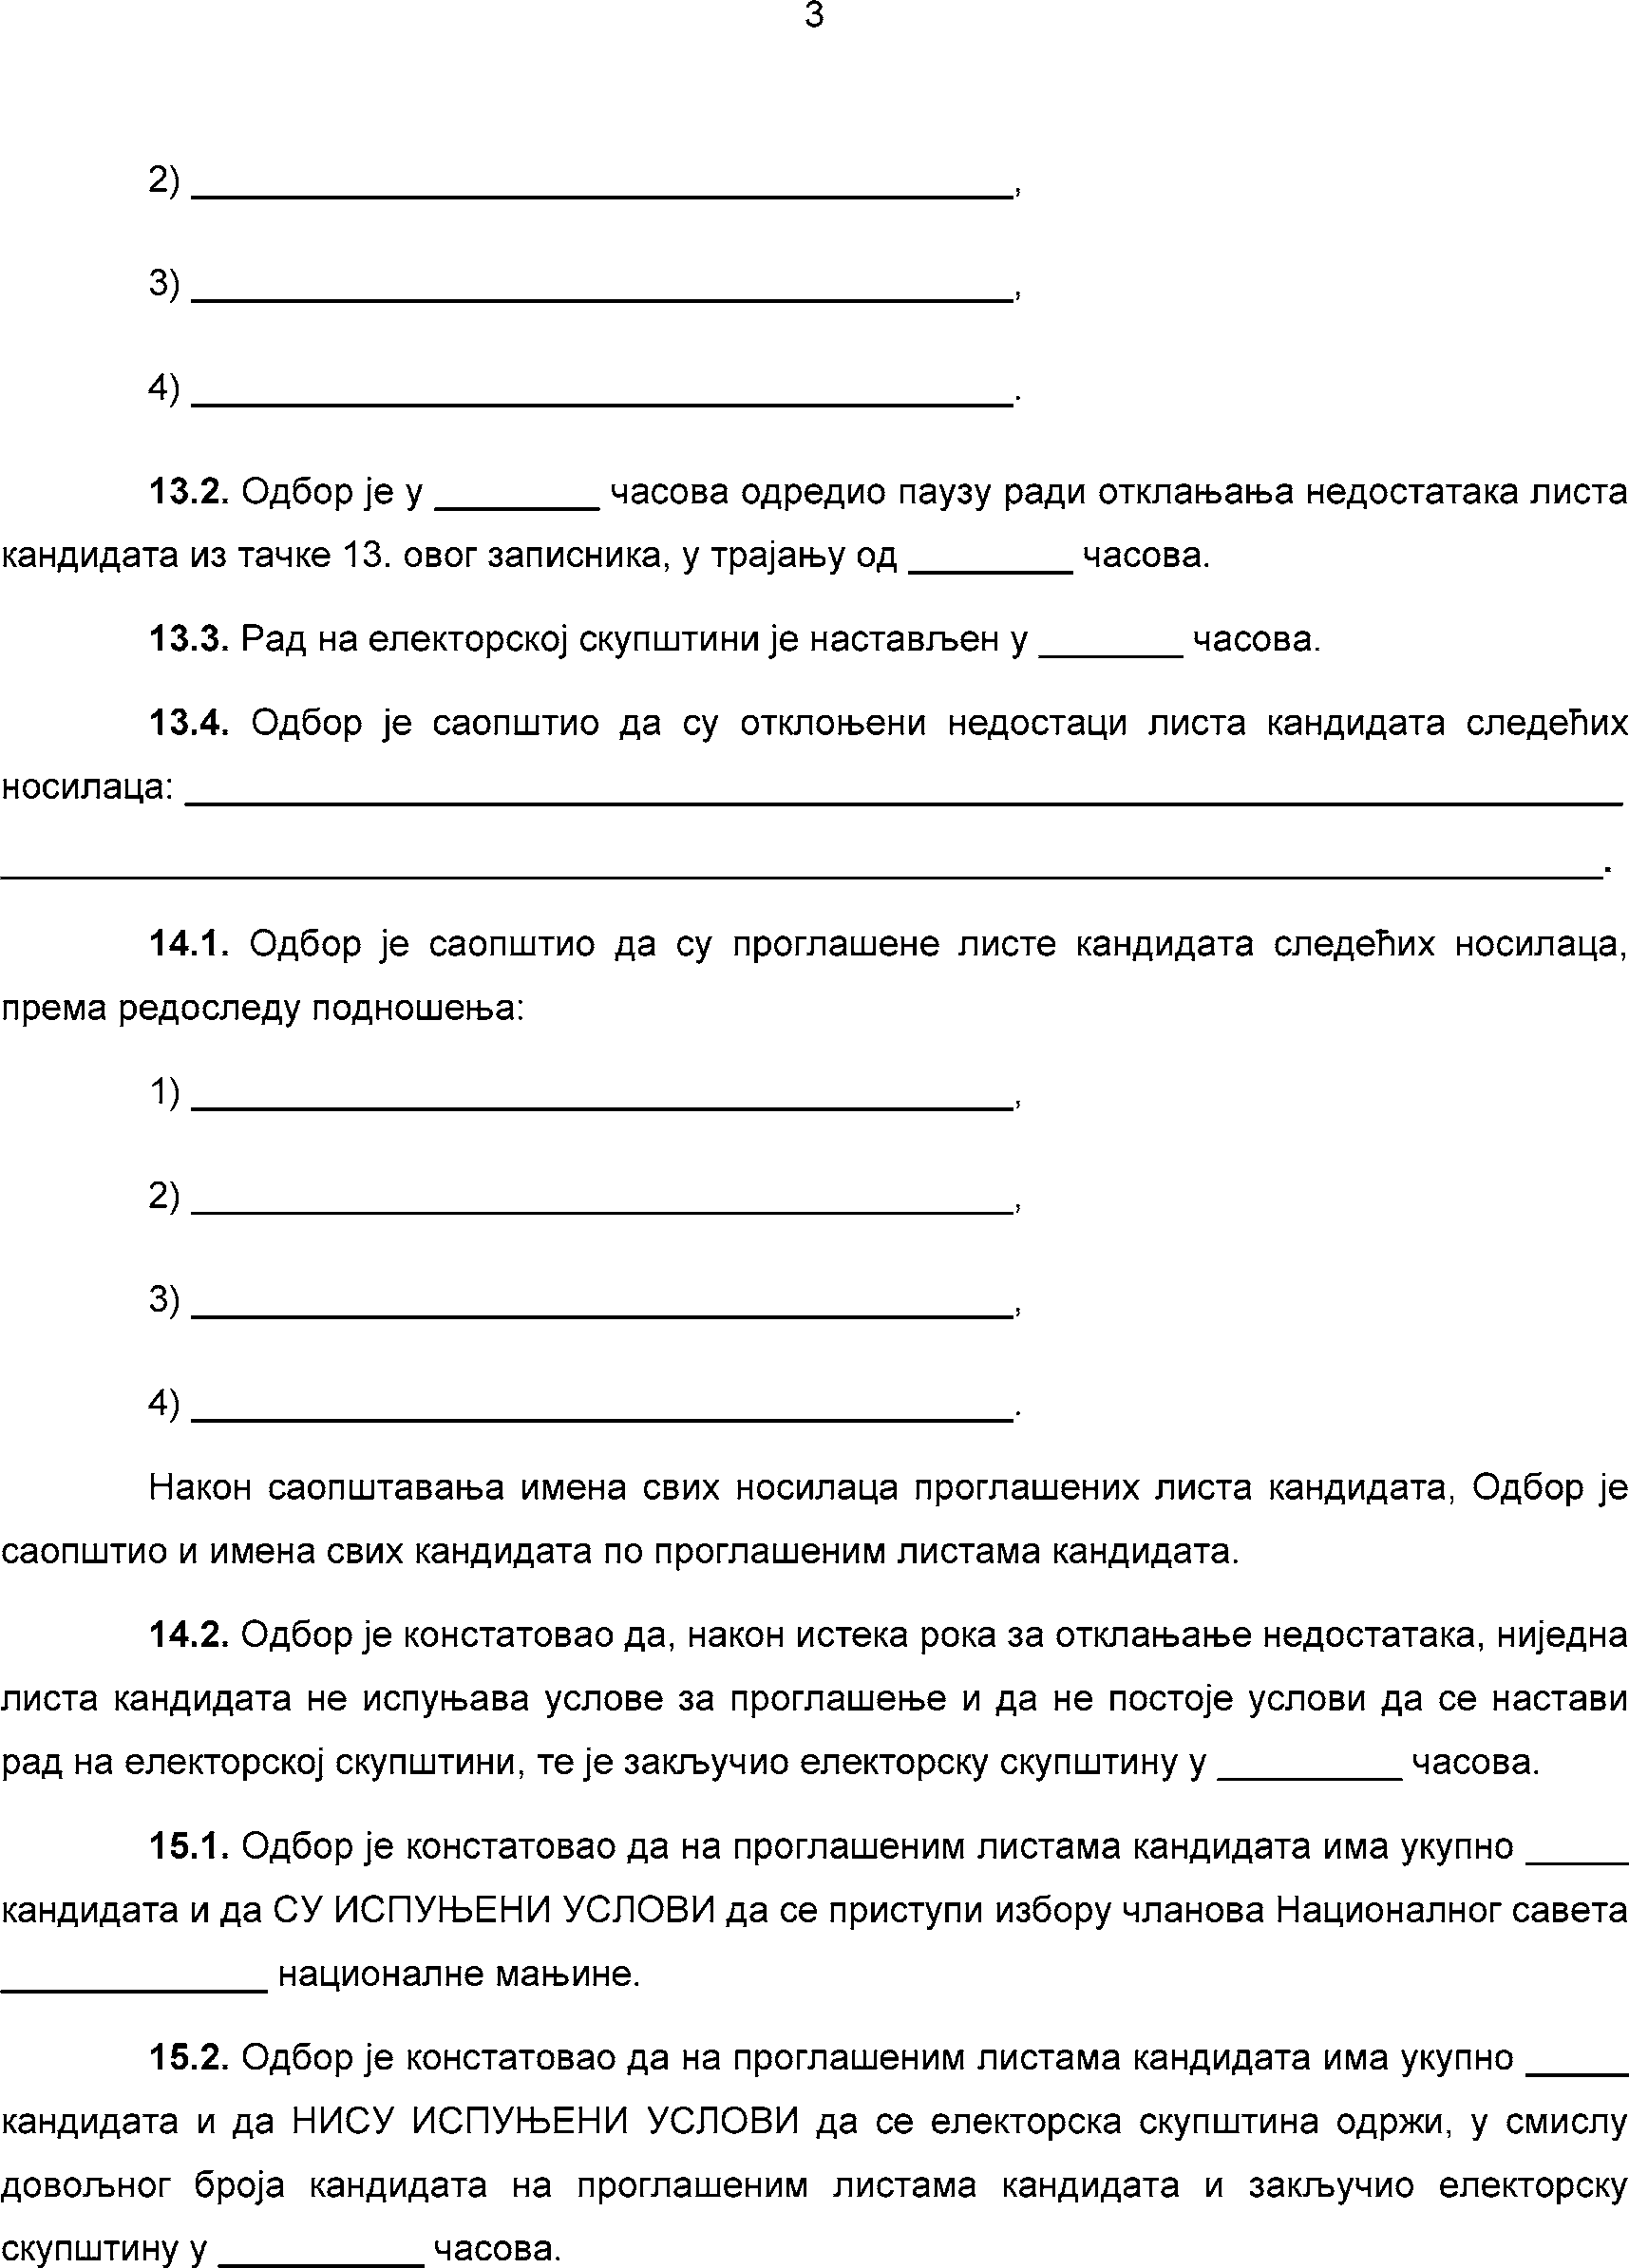 3
2) ________________________________________,
3) ________________________________________,
4) ________________________________________.
13.2. Одбор је у ________ часова одредио паузу ради отклањања недостатака листа
кандидата из тачке 13. овог записника, у трајању од ________ часова.
13.3. Рад на електорској скупштини је настављен у _______ часова.
13.4. Одбор је саопштио да су отклоњени недостаци листа кандидата следећих
носилаца: ______________________________________________________________________
______________________________________________________________________________.
14.1. Одбор је саопштио да су проглашене листе кандидата следећих носилаца,
према редоследу подношења:
1) ________________________________________,
2) ________________________________________,
3) ________________________________________,
4) ________________________________________.
Након саопштавања имена свих носилаца проглашених листа кандидата, Одбор је
саопштио и имена свих кандидата по проглашеним листама кандидата.
14.2. Одбор је констатовао да, након истека рока за отклањање недостатака, ниједна
листа кандидата не испуњава услове за проглашење и да не постоје услови да се настави
рад на електорској скупштини, те је закључио електорску скупштину у _________ часова.
15.1. Одбор је констатовао да на проглашеним листама кандидата има укупно _____
кандидата и да СУ ИСПУЊЕНИ УСЛОВИ да се приступи избору чланова Националног савета
_____________ националне мањине.
15.2. Одбор је констатовао да на проглашеним листама кандидата има укупно _____
кандидата и да НИСУ ИСПУЊЕНИ УСЛОВИ да се електорска скупштина одржи, у смислу
довољног броја кандидата на проглашеним листама кандидата и закључио електорску
скупштину у __________ часова.